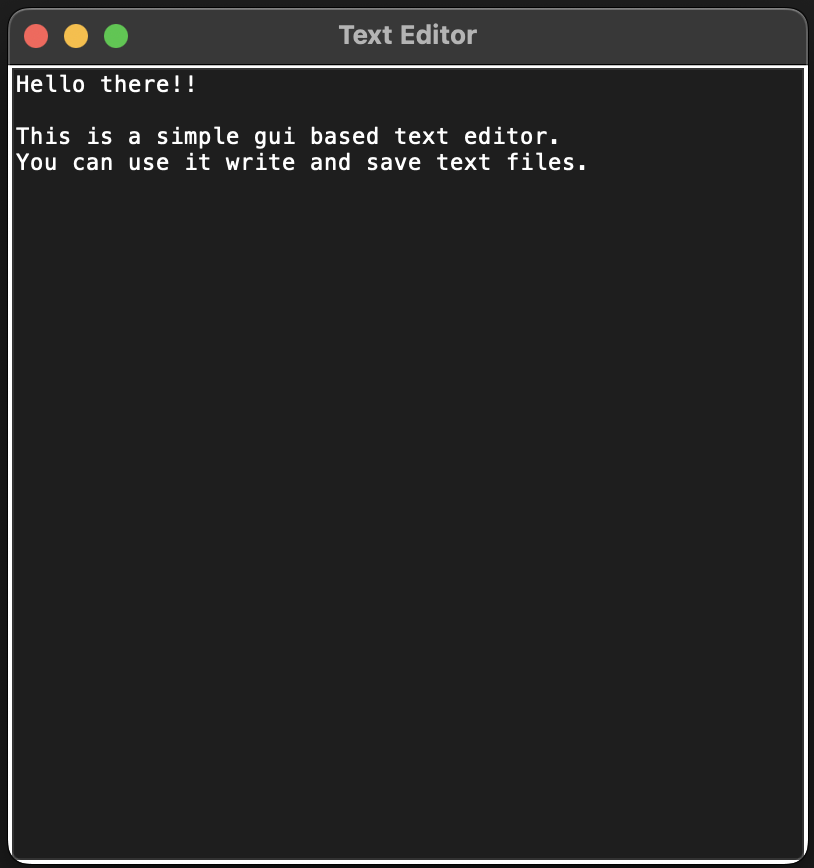 Text Editor
Hello there!!
This is a simple gui based text editor.
You can use it write and save text files.